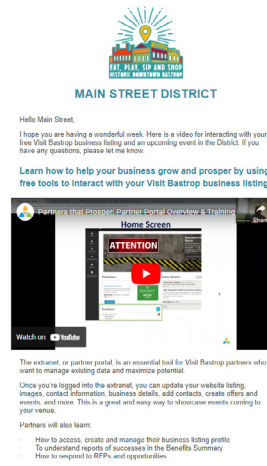 EAT, PLAY, SIP AND SHOP
HISTORIC DOWNTOWN BASTROP
MAIN STREET DISTRICT
Hello Main Street,
I hope you are having a wonderful week. Here is a video for interacting with your
free Visit Bastrop business listing and an upcoming event in the District. If you
have any questions, please let me know.
Learn how to help your business grow and prosper by using
free tools to interact with your Visit Bastrop business listing
Partners that Prosper: Partner Portal Overview & Training
Share
Home Screen
ATTENTION
Watch on YouTube
The extranet, or partner portal, is an essential tool for Visit Bastrop partners who
want to manage existing data and maximize potential.
Once you're logged into the extranet, you can update your website listing,
images, contact information, business details, add contacts, create offers and
events, and more. This is a great and easy way to showcase events coming to
your venue.
Partners will also learn:
· How to access, create and manage their business listing profile
· To understand reports of successes in the Benefits Summary
· How to respond to RFPs and opportunities